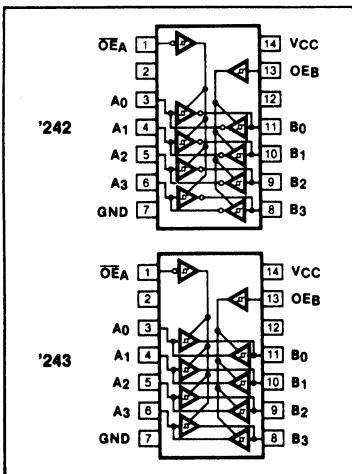 OEA 1 14 VCC
2 13 OEB
A0 3 12
'242 A1 4 11 B0
A2 5 10 B1
A3 6 9 B2
GND 7 8 B3
OEA 1 14 VCC
2 13 OEB
A0 3 12
'243 A1 4 11 B0
A2 5 10 B1
A3 6 9 B2
GND 7 8 B3